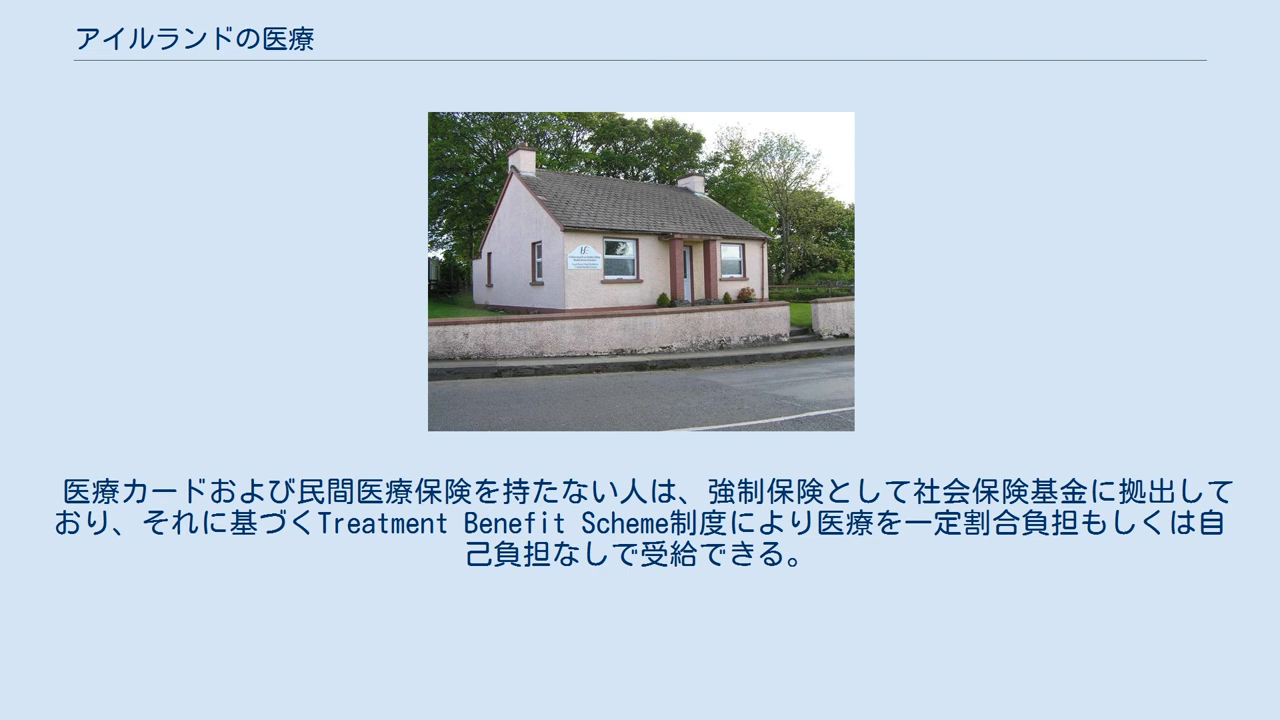 アイルランドの医療
医療カードおよび民間医療保険を持たない人は、強制保険として社会保険基金に拠出して
おり、それに基づくTreatment Benefit Scheme制度により医療を一定割合負担もしくは自
己負担なしで受給できる。